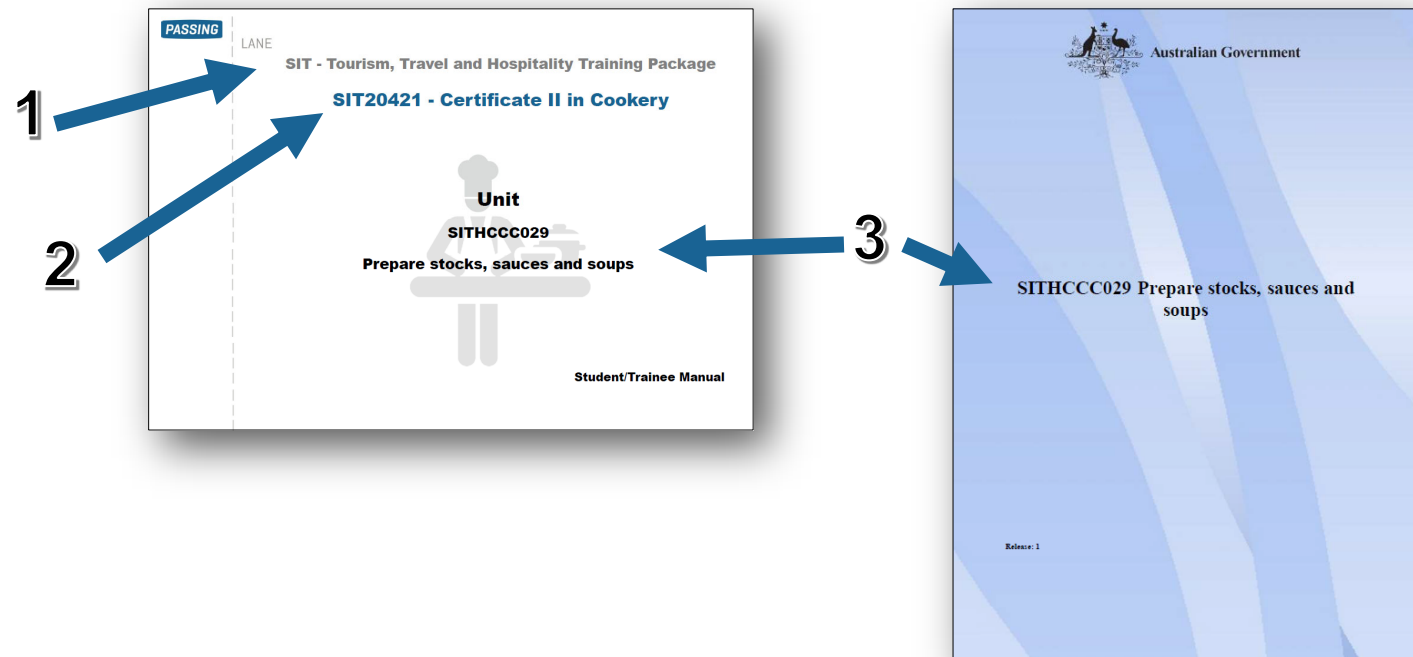 PASSING
LANE
SIT - Tourism, Travel and Hospitality Training Package
SIT20421 - Certificate II in Cookery
1
Unit
SITHCCC029
Prepare stocks, sauces and soups
2
Student/Trainee Manual
3
Australian Government
SITHCCC029 Prepare stocks, sauces and
soups
Release: 1